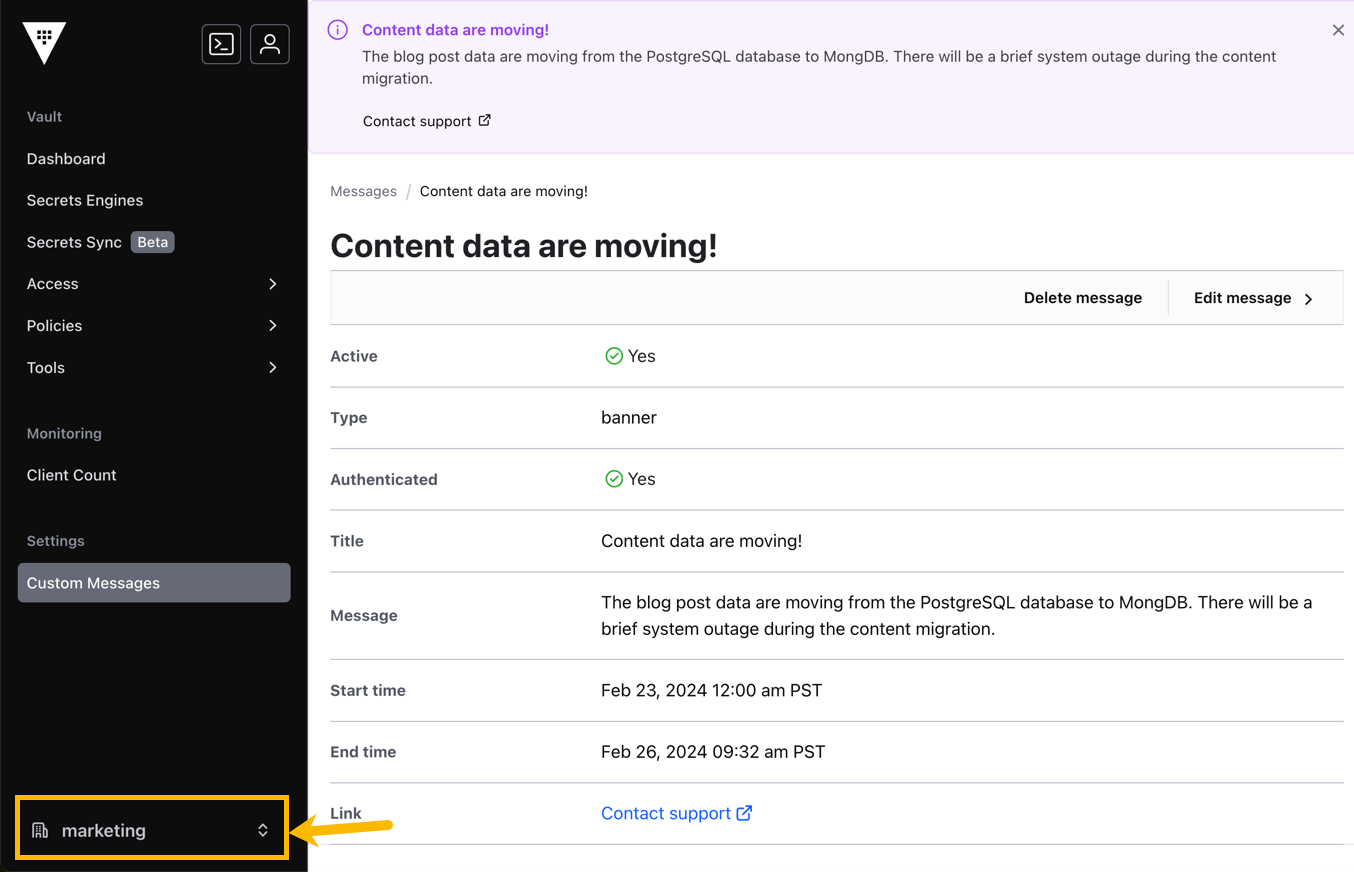 Vault
Dashboard
Secrets Engines
Secrets Sync Beta
Access
Policies
Tools
Monitoring
Client Count
Settings
Custom Messages
marketing
Content data are moving!
The blog post data are moving from the PostgreSQL database to MongDB. There will be a brief system outage during the content
migration.
Contact support
Messages / Content data are moving!
Content data are moving!
Delete message Edit message
Active Yes
Type banner
Authenticated Yes
Title Content data are moving!
Message The blog post data are moving from the PostgreSQL database to MongDB. There will be a
brief system outage during the content migration.
Start time Feb 23, 2024 12:00 am PST
End time Feb 26, 2024 09:32 am PST
Link Contact support